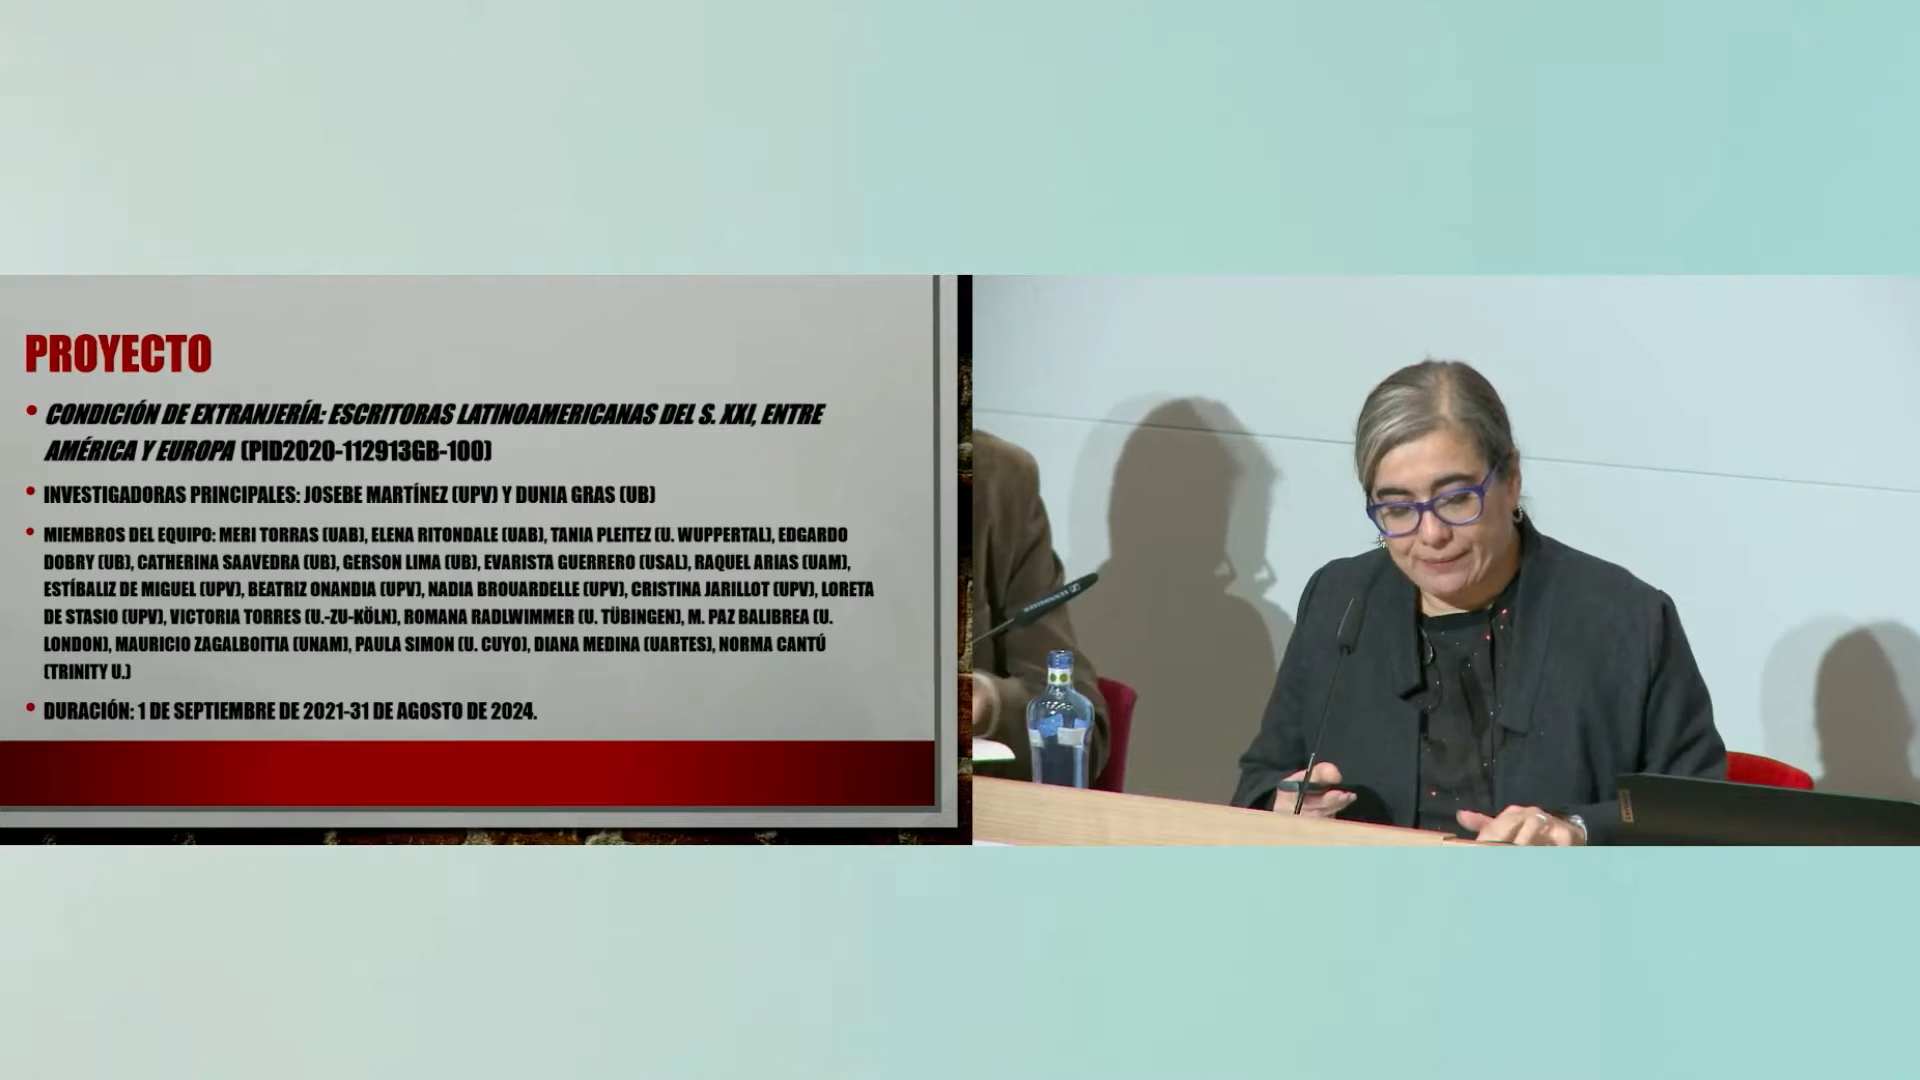 PROYECTO
• CONDICIÓN DE EXTRANJERÍA: ESCRITORAS LATINOAMERICANAS DEL S. XXI, ENTRE
AMÉRICA Y EUROPA (PID2020-112913GB-100)
• INVESTIGADORAS PRINCIPALES: JOSEBE MARTÍNEZ (UPV) Y DUNIA GRAS (UB)
• MIEMBROS DEL EQUIPO: MERI TORRAS (UAB), ELENA RITONDALE (UAB), TANIA PLEITEZ (U. WUPPERTAL), EDGARDO
DOBRY (UB), CATHERINA SAAVEDRA (UB), GERSON LIMA (UB), EVARISTA GUERRERO (USAL), RAQUEL ARIAS (UAM),
ESTÍBALIZ DE MIGUEL (UPV), BEATRIZ ONANDIA (UPV), NADIA BROUARDELLE (UPV), CRISTINA JARILLOT (UPV), LORETA
DE STASIO (UPV), VICTORIA TORRES (U.-ZU-KÖLN), ROMANA RADLWIMMER (U. TÜBINGEN), M. PAZ BALIBREA (U.
LONDON), MAURICIO ZAGALBOITIA (UNAM), PAULA SIMON (U. CUYO), DIANA MEDINA (UARTES), NORMA CANTÚ
(TRINITY U.)
• DURACIÓN: 1 DE SEPTIEMBRE DE 2021-31 DE AGOSTO DE 2024.